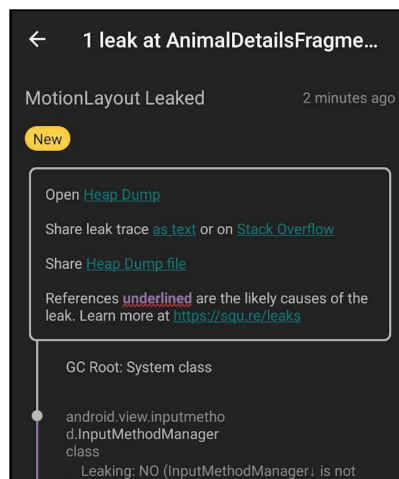 ← 1 leak at AnimalDetailsFragme...
MotionLayout Leaked 2 minutes ago
New
Open Heap Dump
Share leak trace as text or on Stack Overflow
Share Heap Dump file
References underlined are the likely causes of the
leak. Learn more at https://squ.re/leaks
GC Root: System class
android.view.inputmetho
d.InputMethodManager
class
Leaking: NO (InputMethodManager↓ is not